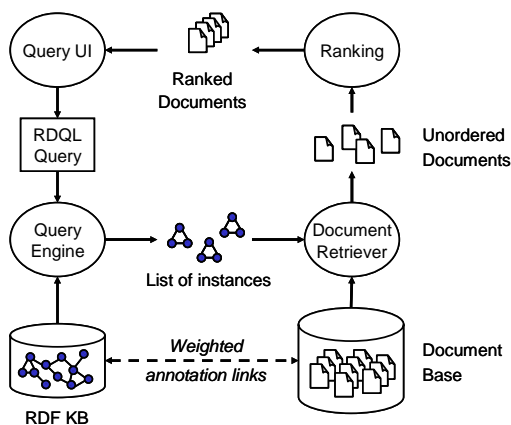 Query UI
Ranked
Documents
Ranking
RDQL
Query
Unordered
Documents
Query
Engine
List of instances
Document
Retriever
Weighted
annotation links
Document
Base
RDF KB